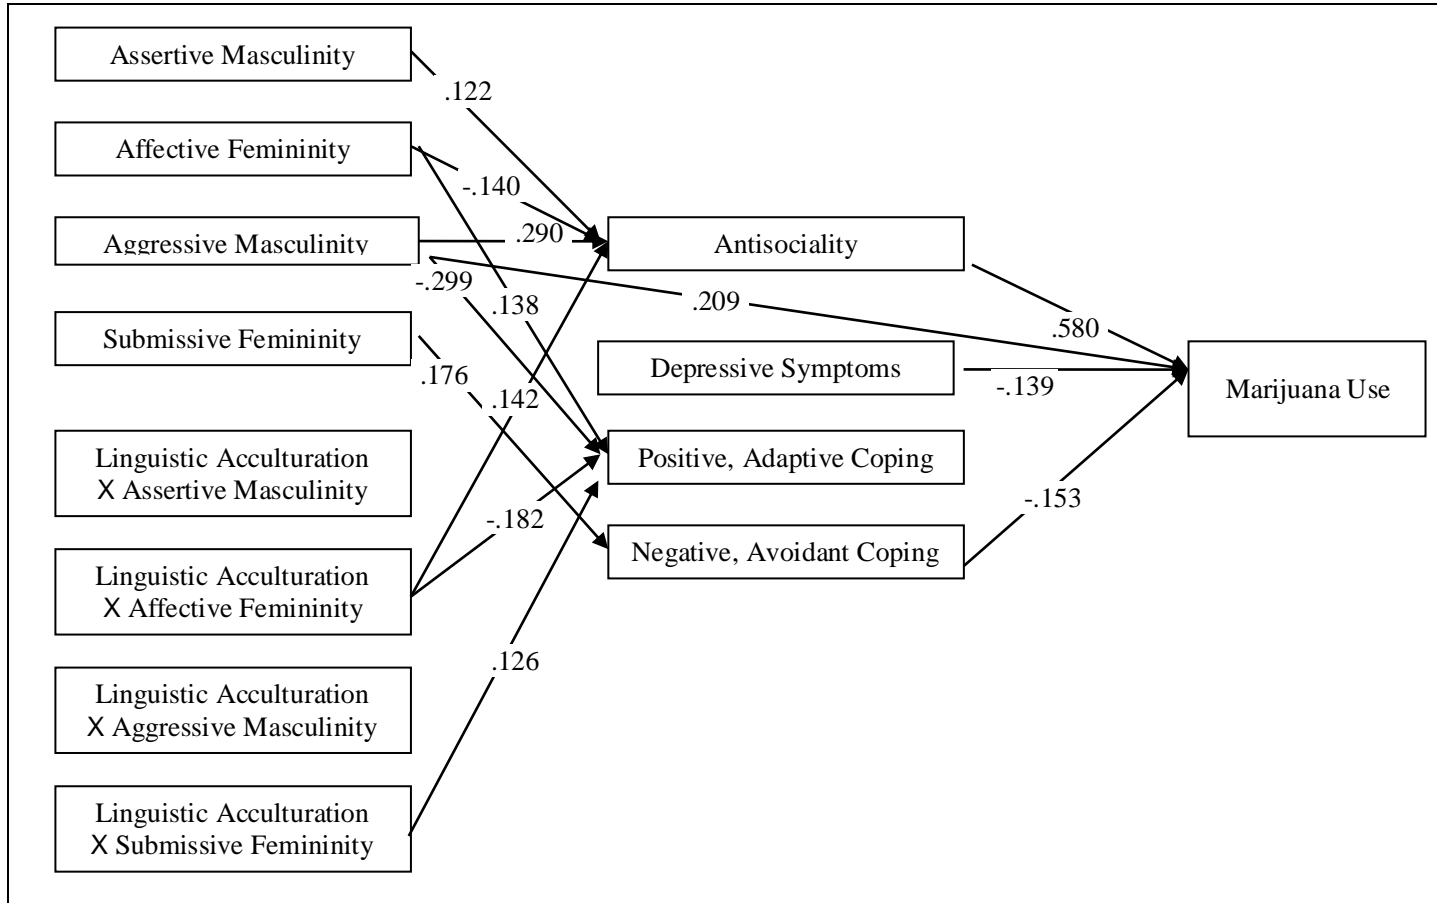 Assertive Masculinity
.122
Affective Femininity
-.140
Aggressive Masculinity
.290
Antisociality
-.299
.138
.209
Submissive Femininity
.580
.176
Depressive Symptoms
-.139
Marijuana Use
.142
Linguistic Acculturation
X Assertive Masculinity
Positive, Adaptive Coping
-.182
-.153
Negative, Avoidant Coping
Linguistic Acculturation
X Affective Femininity
.126
Linguistic Acculturation
X Aggressive Masculinity
Linguistic Acculturation
X Submissive Femininity